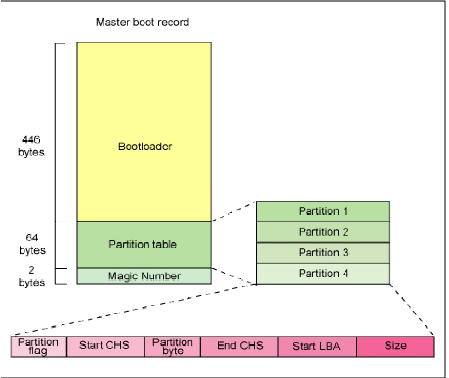 Master boot record
446
bytes
Bootloader
64
bytes
Partition table
2
bytes
Magic Number
Partition 1
Partition 2
Partition 3
Partition 4
Partition
flag
Start CHS
Partition
byte
End CHS
Start LBA
Size